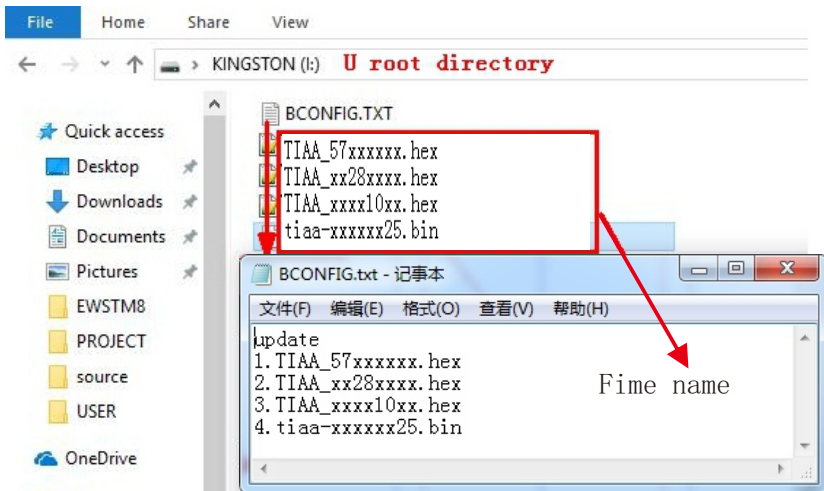 File Home Share View
KINGSTON (I:) U root directory
Quick access
Desktop
Downloads
Documents
Pictures
EWSTM8
PROJECT
source
USER
OneDrive
BCONFIG.TXT
TIAA_57xxxxxx.hex
TIAA_xx28xxxx.hex
TIAA_xxxx10xx.hex
tiaa-xxxxxx25.bin
BCONFIG.txt - 记事本
文件(F) 编辑(E) 格式(O) 查看(V) 帮助(H)
update
1.TIAA_57xxxxxx.hex
2.TIAA_xx28xxxx.hex
3.TIAA_xxxx10xx.hex
4.tiaa-xxxxxx25.bin
Fime name